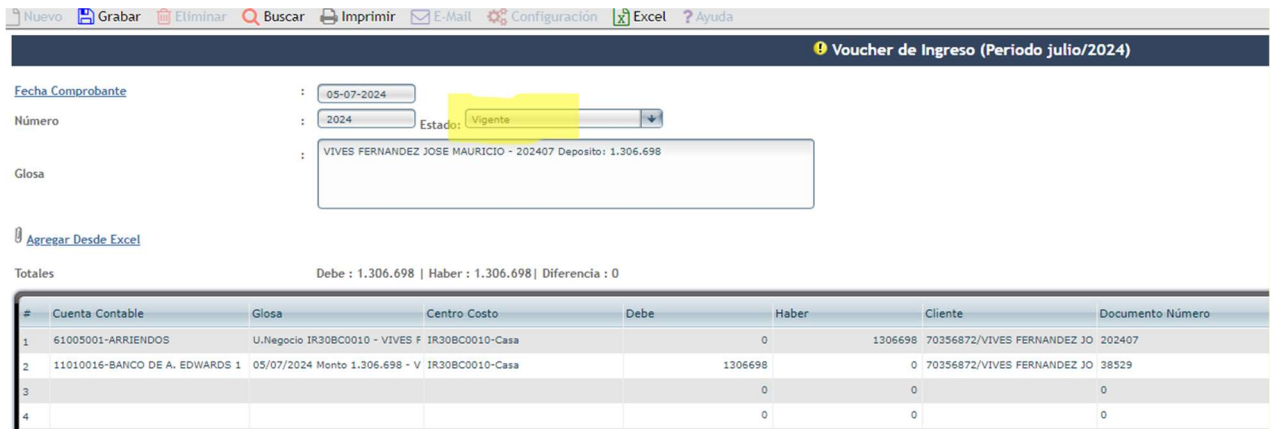 Nuevo Grabar Eliminar Buscar Imprimir E-Mail Configuración Excel ? Ayuda
Voucher de Ingreso (Periodo julio/2024)
Fecha Comprobante : 05-07-2024
Número : 2024 Estado: Vigente
Glosa : VIVES FERNANDEZ JOSE MAURICIO - 202407 Deposito: 1.306.698
Agregar Desde Excel
Totales Debe : 1.306.698 | Haber : 1.306.698| Diferencia : 0
# Cuenta Contable Glosa Centro Costo Debe Haber Cliente Documento Número
1 61005001-ARRIENDOS U.Negocio IR30BC0010 - VIVES F IR30BC0010-Casa 0 1306698 70356872/VIVES FERNANDEZ JO 202407
2 11010016-BANCO DE A. EDWARDS 1 05/07/2024 Monto 1.306.698 - V IR30BC0010-Casa 1306698 0 70356872/VIVES FERNANDEZ JO 38529
3 0 0 0
4 0 0 0